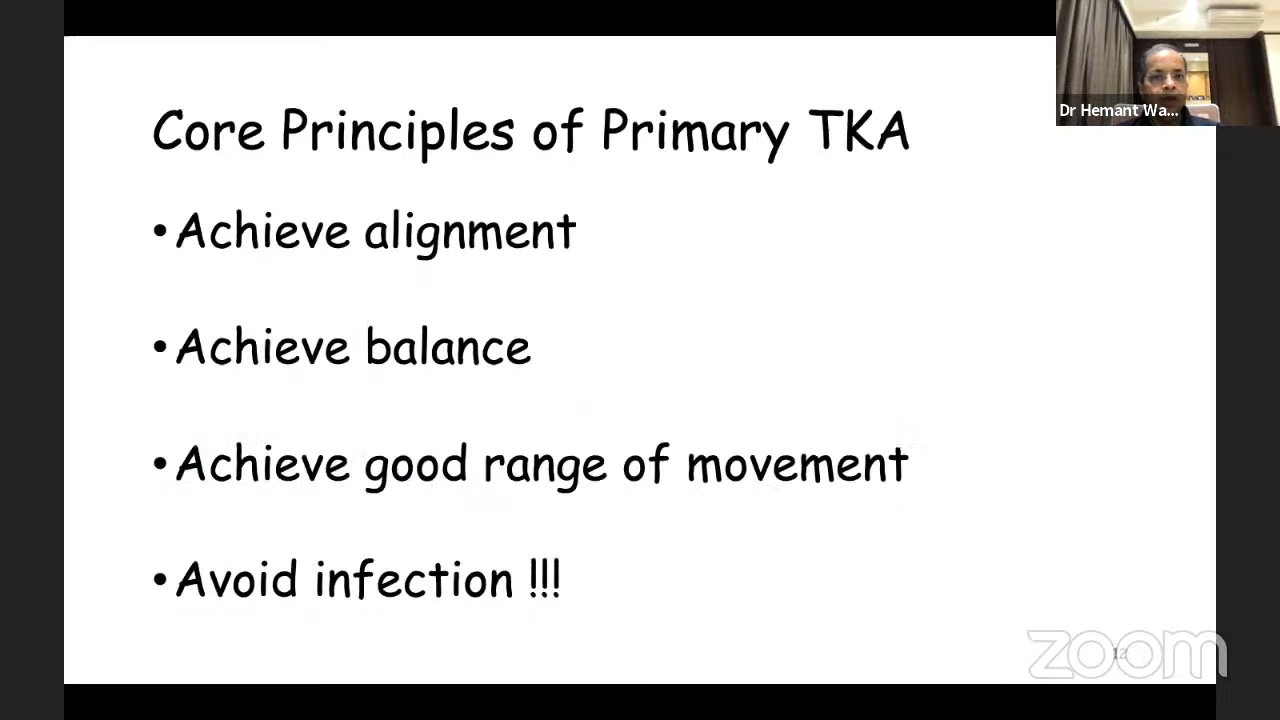 Dr Hemant Wa...
Core Principles of Primary TKA
•Achieve alignment
•Achieve balance
•Achieve good range of movement
•Avoid infection !!!
12
zoom